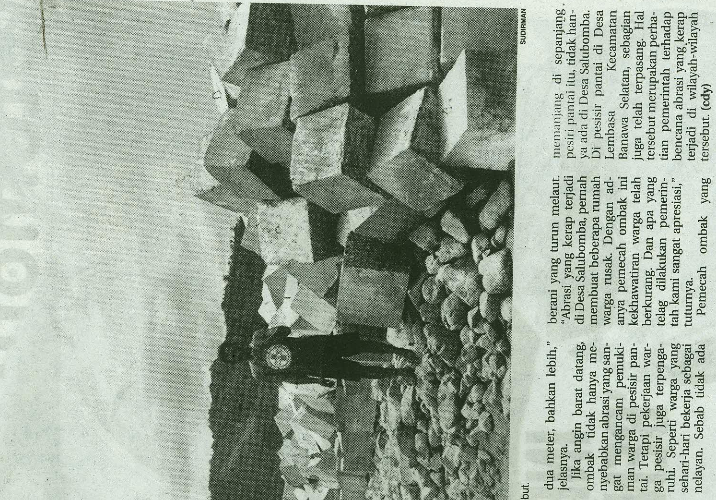 SUDIRMAN
but.
dua meter, bahkan lebih,”
jelasnya.
Jika angin barat datang,
ombak tidak hanya me-
nyebabkan abrasi yang san-
gat mengancam pemuki-
man warga di pesisir pan-
tai. Tetapi pekerjaan war-
ga pesisir juga terpenga-
ruhi. Seperti warga yang
sehari-hari bekerja sebagai
nelayan. Sebab tidak ada
berani yang turun melaut.
“Abrasi yang kerap terjadi
di Desa Salubomba, pernah
membuat beberapa rumah
warga rusak. Dengan ad-
anya pemecah ombak ini
kekhawatiran warga telah
berkurang. Dan apa yang
telag dilakukan pemerin-
tah kami sangat apresiasi,”
tuturnya.
Pemecah ombak yang
memanjang di sepanjang
pesiri pantai itu, tidak han-
ya ada di Desa Salubomba.
Di pesisir pantai di Desa
Lembasa Kecamatan
Banawa Selatan, sebagian
juga telah terpasang. Hal
tersebut merupakan perha-
tian pemerintah terhadap
bencana abrasi yang kerap
terjadi di wilayah-wilayah
tersebut. (cdy)